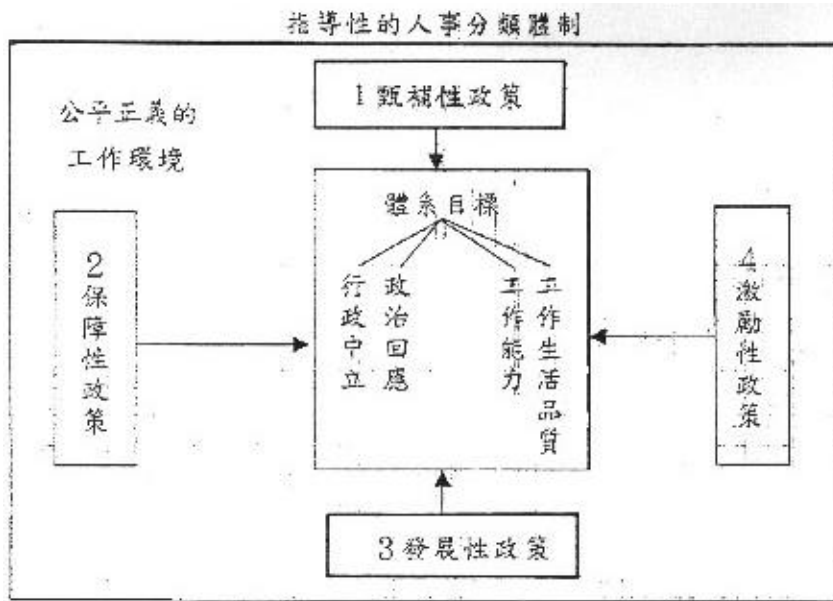 指導性的人事分類體制
1甄補性政策
公平正義的
工作環境
體系目標
行政中立
政治回應
工作能力
工作生活品質
2保障性政策
4激勵性政策
3發展性政策